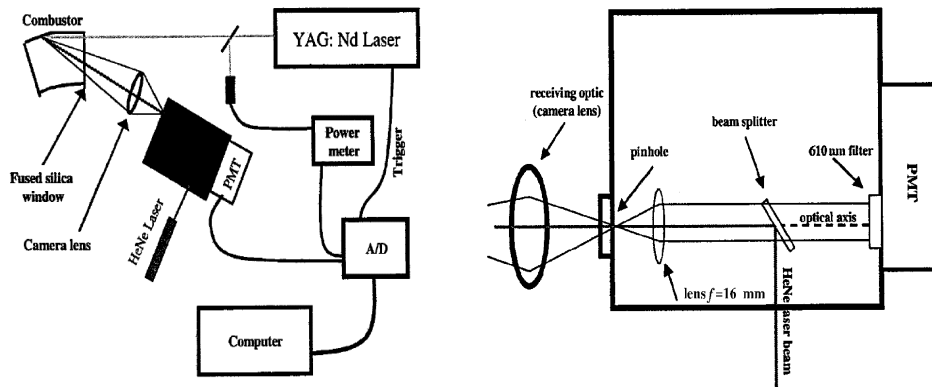 Combustor
YAG: Nd Laser
Power
meter
Trigger
PMT
HeNe Laser
Fused silica
window
Camera lens
A/D
Computer
receiving optic
(camera lens)
pinhole
beam splitter
610 nm filter
PMT
optical axis
lens f=16 mm
HeNe laser beam